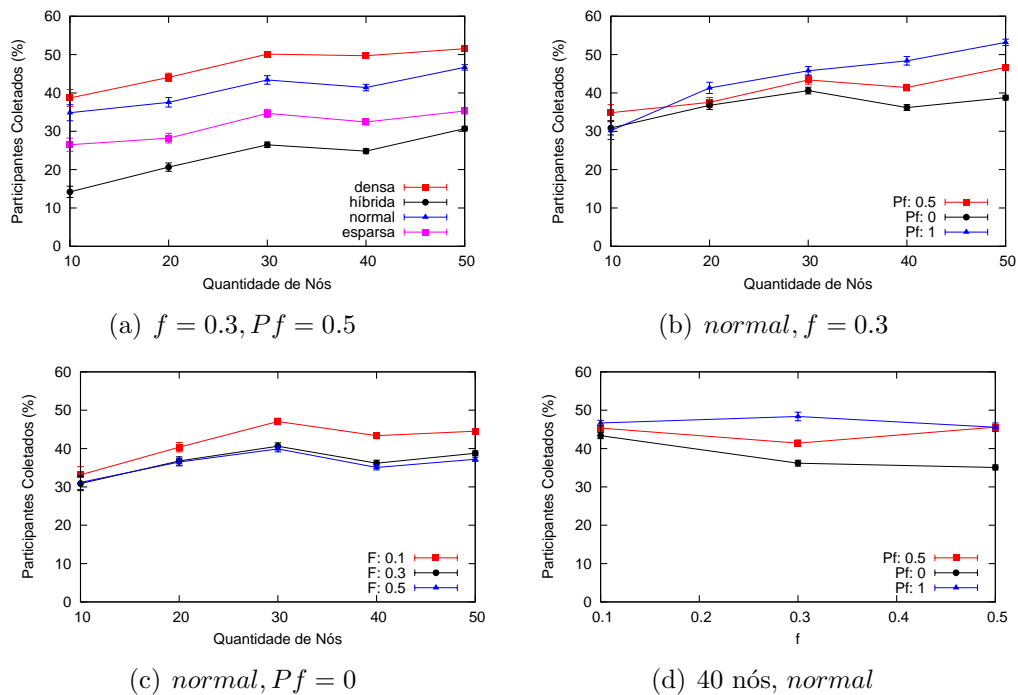 60
50
40
30
20
10
0
10 20 30 40 50
Participantes Coletados (%)
Quantidade de Nós
densa
híbrida
normal
esparsa
(a) f = 0.3, Pf = 0.5
60
50
40
30
20
10
0
10 20 30 40 50
Participantes Coletados (%)
Quantidade de Nós
Pf: 0.5
Pf: 0
Pf: 1
(b) normal, f = 0.3
60
50
40
30
20
10
0
10 20 30 40 50
Participantes Coletados (%)
Quantidade de Nós
F: 0.1
F: 0.3
F: 0.5
(c) normal, Pf = 0
60
50
40
30
20
10
0
0.1 0.2 0.3 0.4 0.5
Participantes Coletados (%)
f
Pf: 0.5
Pf: 0
Pf: 1
(d) 40 nós, normal